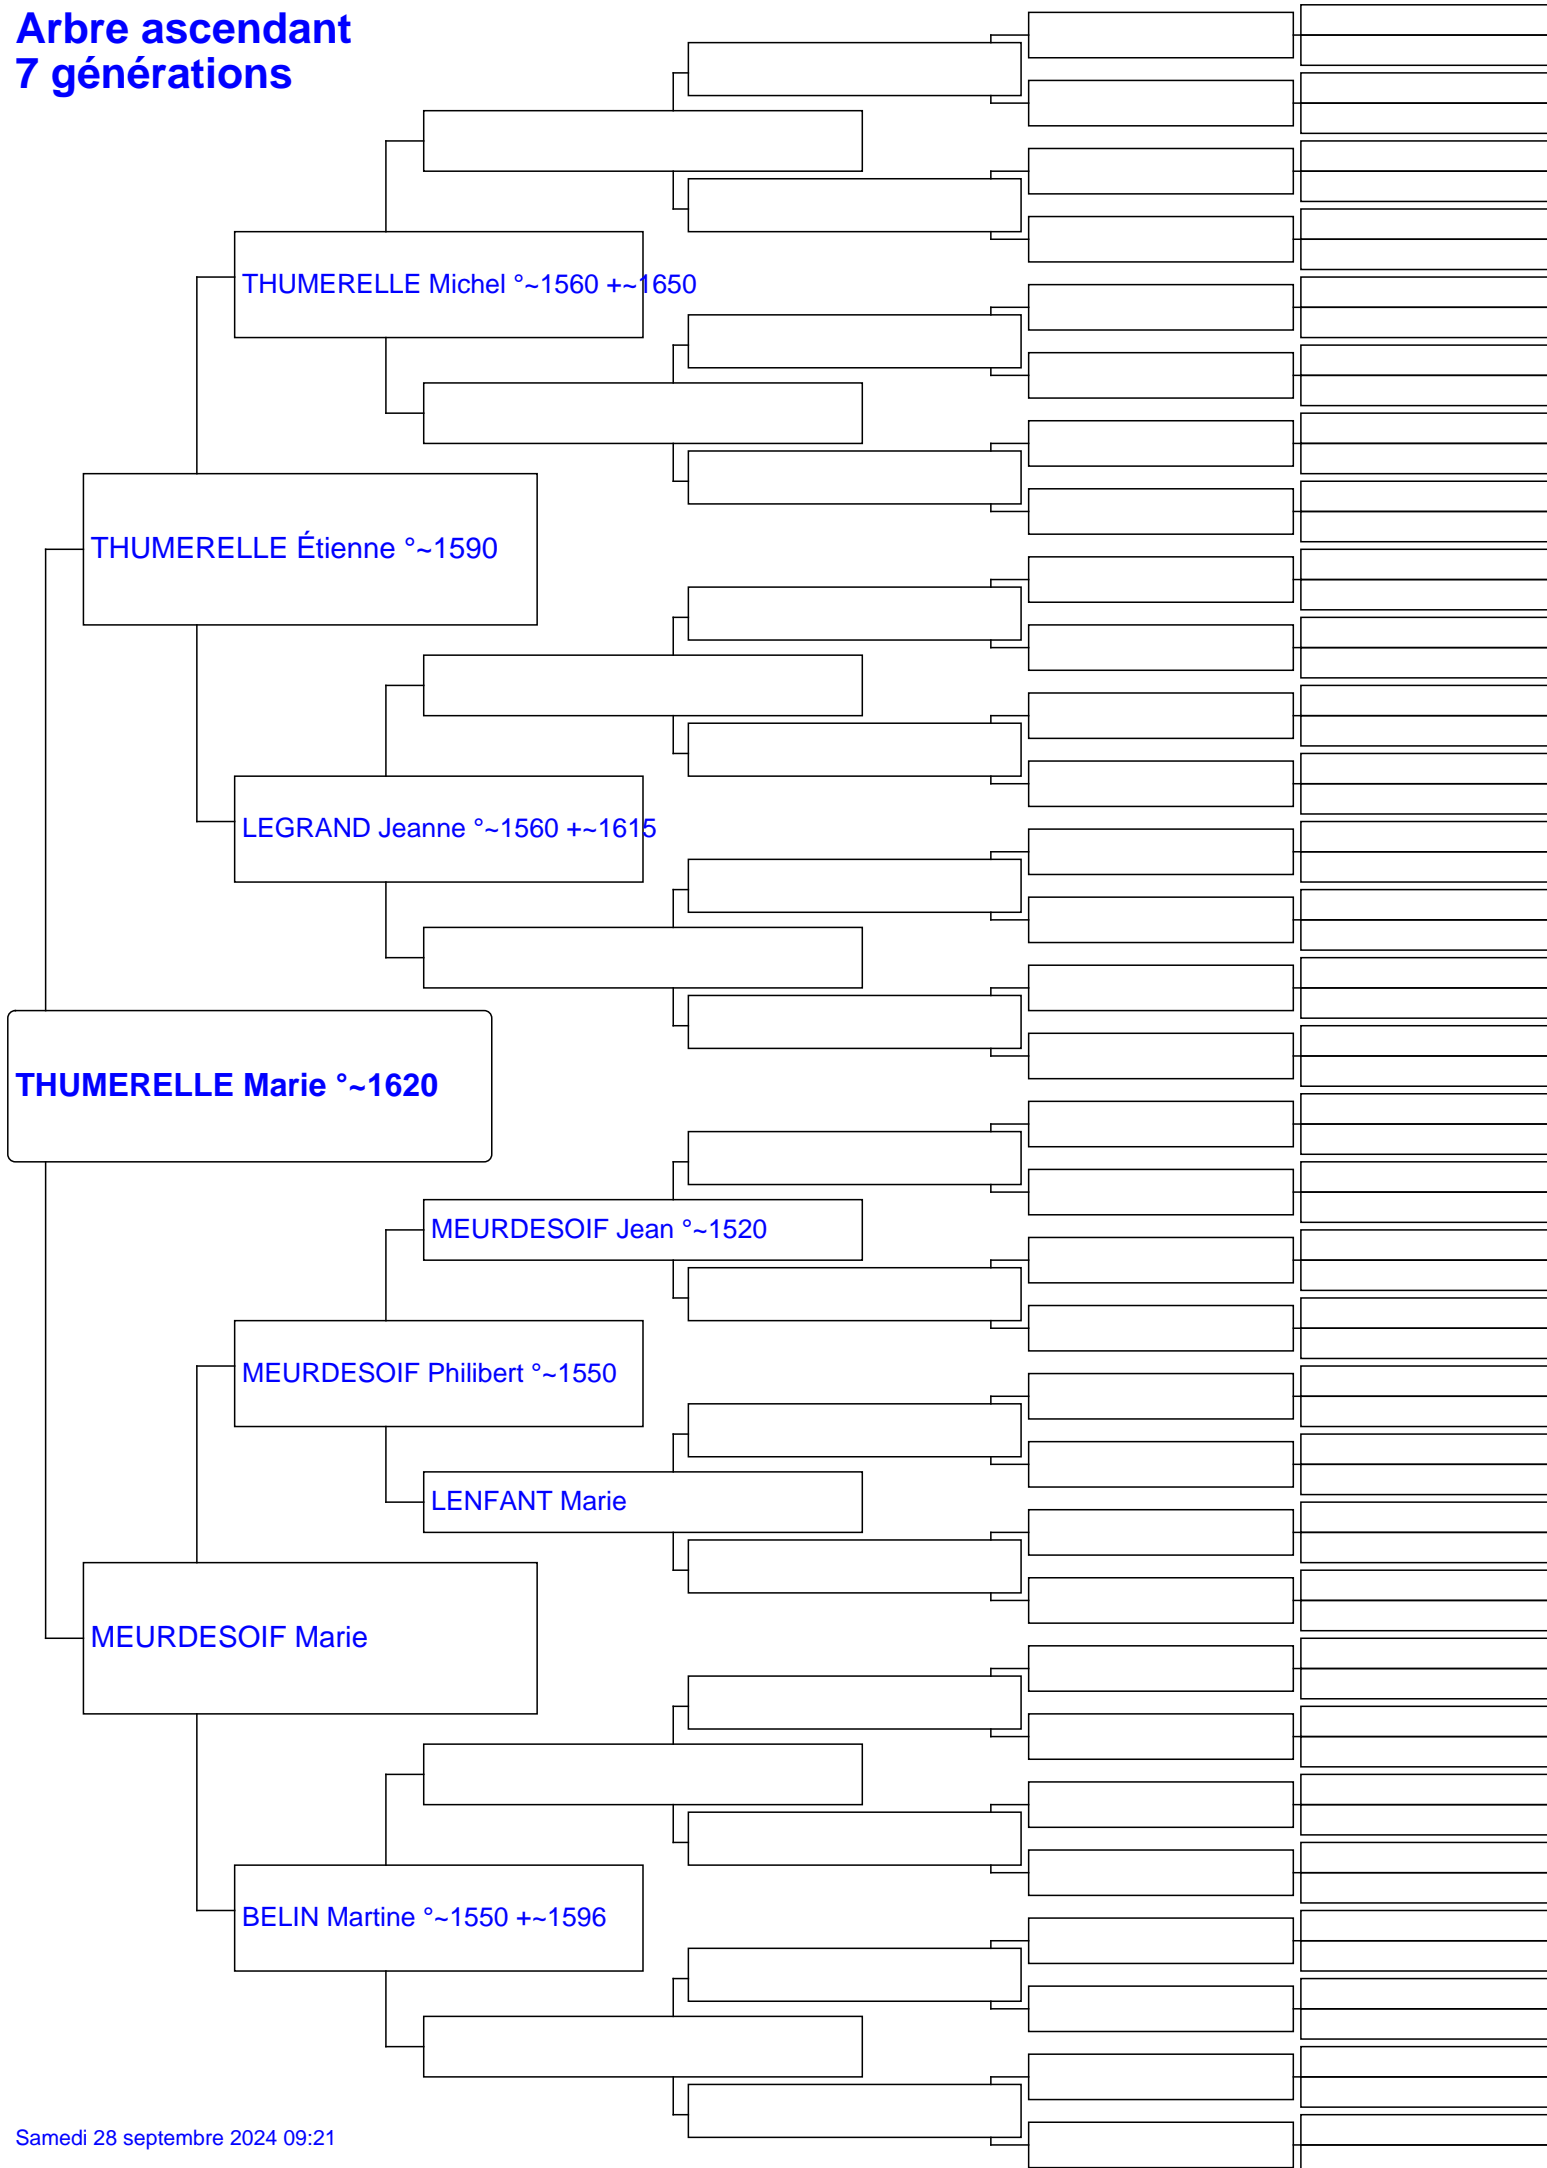 Arbre ascendant
7 générations
THUMERELLE Michel °~1560 +~1650
THUMERELLE Étienne °~1590
LEGRAND Jeanne °~1560 +~1615
THUMERELLE Marie °~1620
MEURDESOIF Jean °~1520
MEURDESOIF Philibert °~1550
LENFANT Marie
MEURDESOIF Marie
BELIN Martine °~1550 +~1596
Samedi 28 septembre 2024 09:21